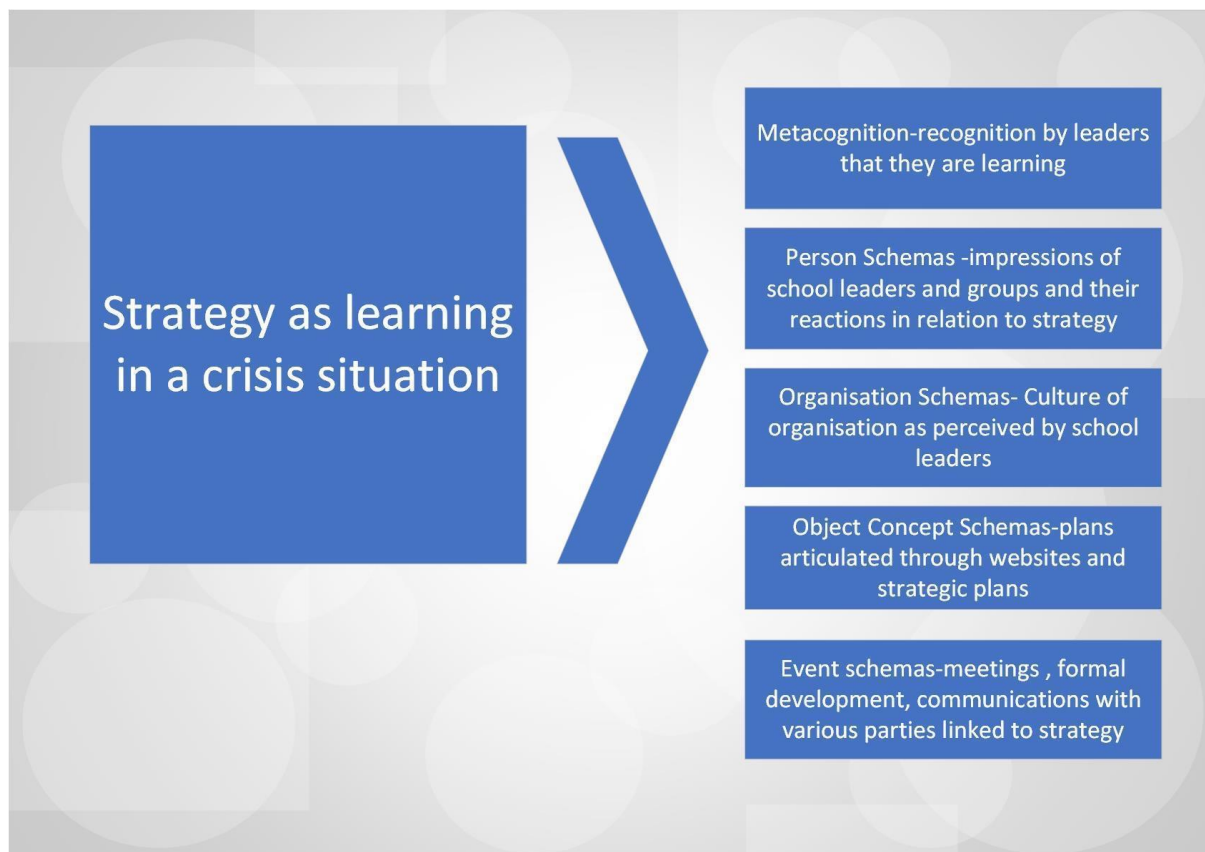 Strategy as learning
in a crisis situation
Metacognition-recognition by leaders
that they are learning
Person Schemas -impressions of
school leaders and groups and their
reactions in relation to strategy
Organisation Schemas- Culture of
organisation as perceived by school
leaders
Object Concept Schemas-plans
articulated through websites and
strategic plans
Event schemas-meetings , formal
development, communications with
various parties linked to strategy